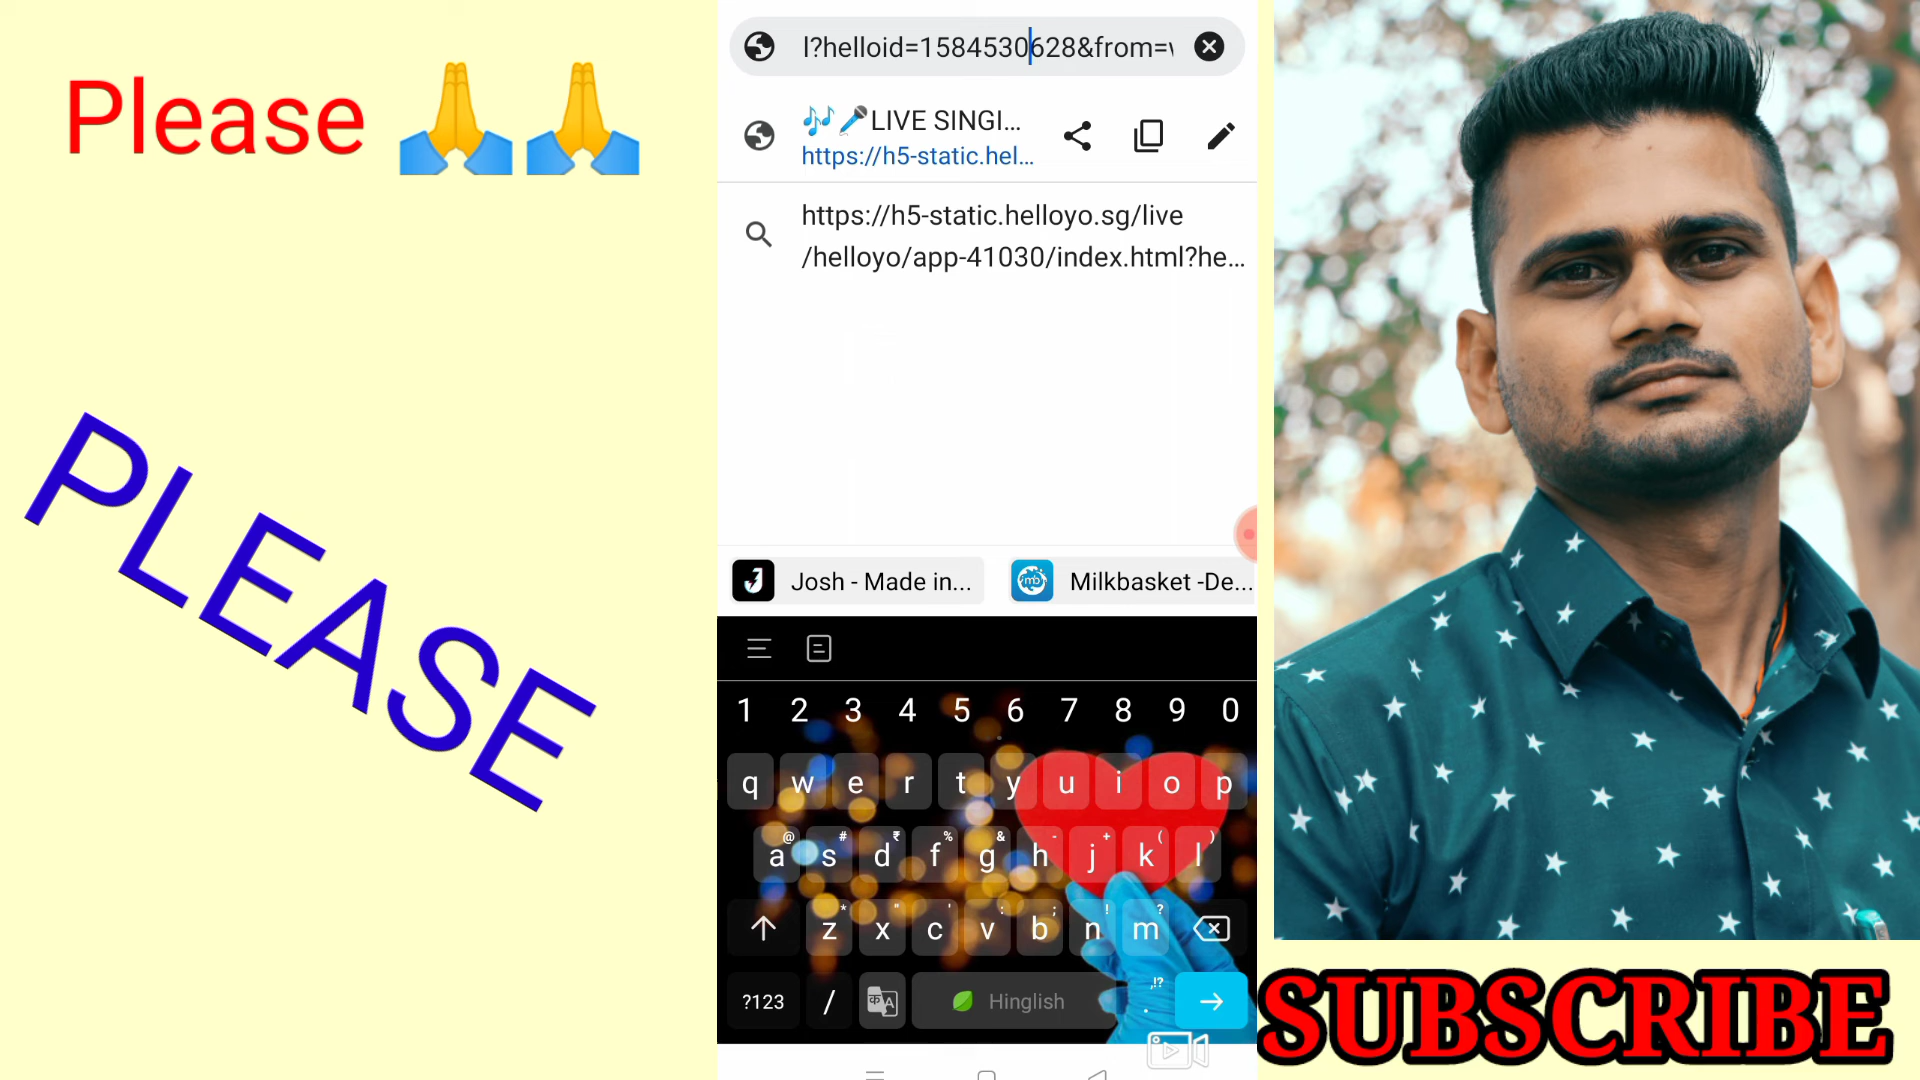 Please 🙏🙏
PLEASE
l?helloid=1584530628&from=
🎶🎤LIVE SINGI...
https://h5-static.hel...
https://h5-static.helloyo.sg/live
/helloyo/app-41030/index.html?he...
Josh - Made in...
Milkbasket -De...
1 2 3 4 5 6 7 8 9 0
q w e r t y u i o p
@ # ₹ % & - + ( )
a s d f g h j k l
* " ' : ; ! ?
z x c v b n m
,!?
?123 / Hinglish .
SUBSCRIBE